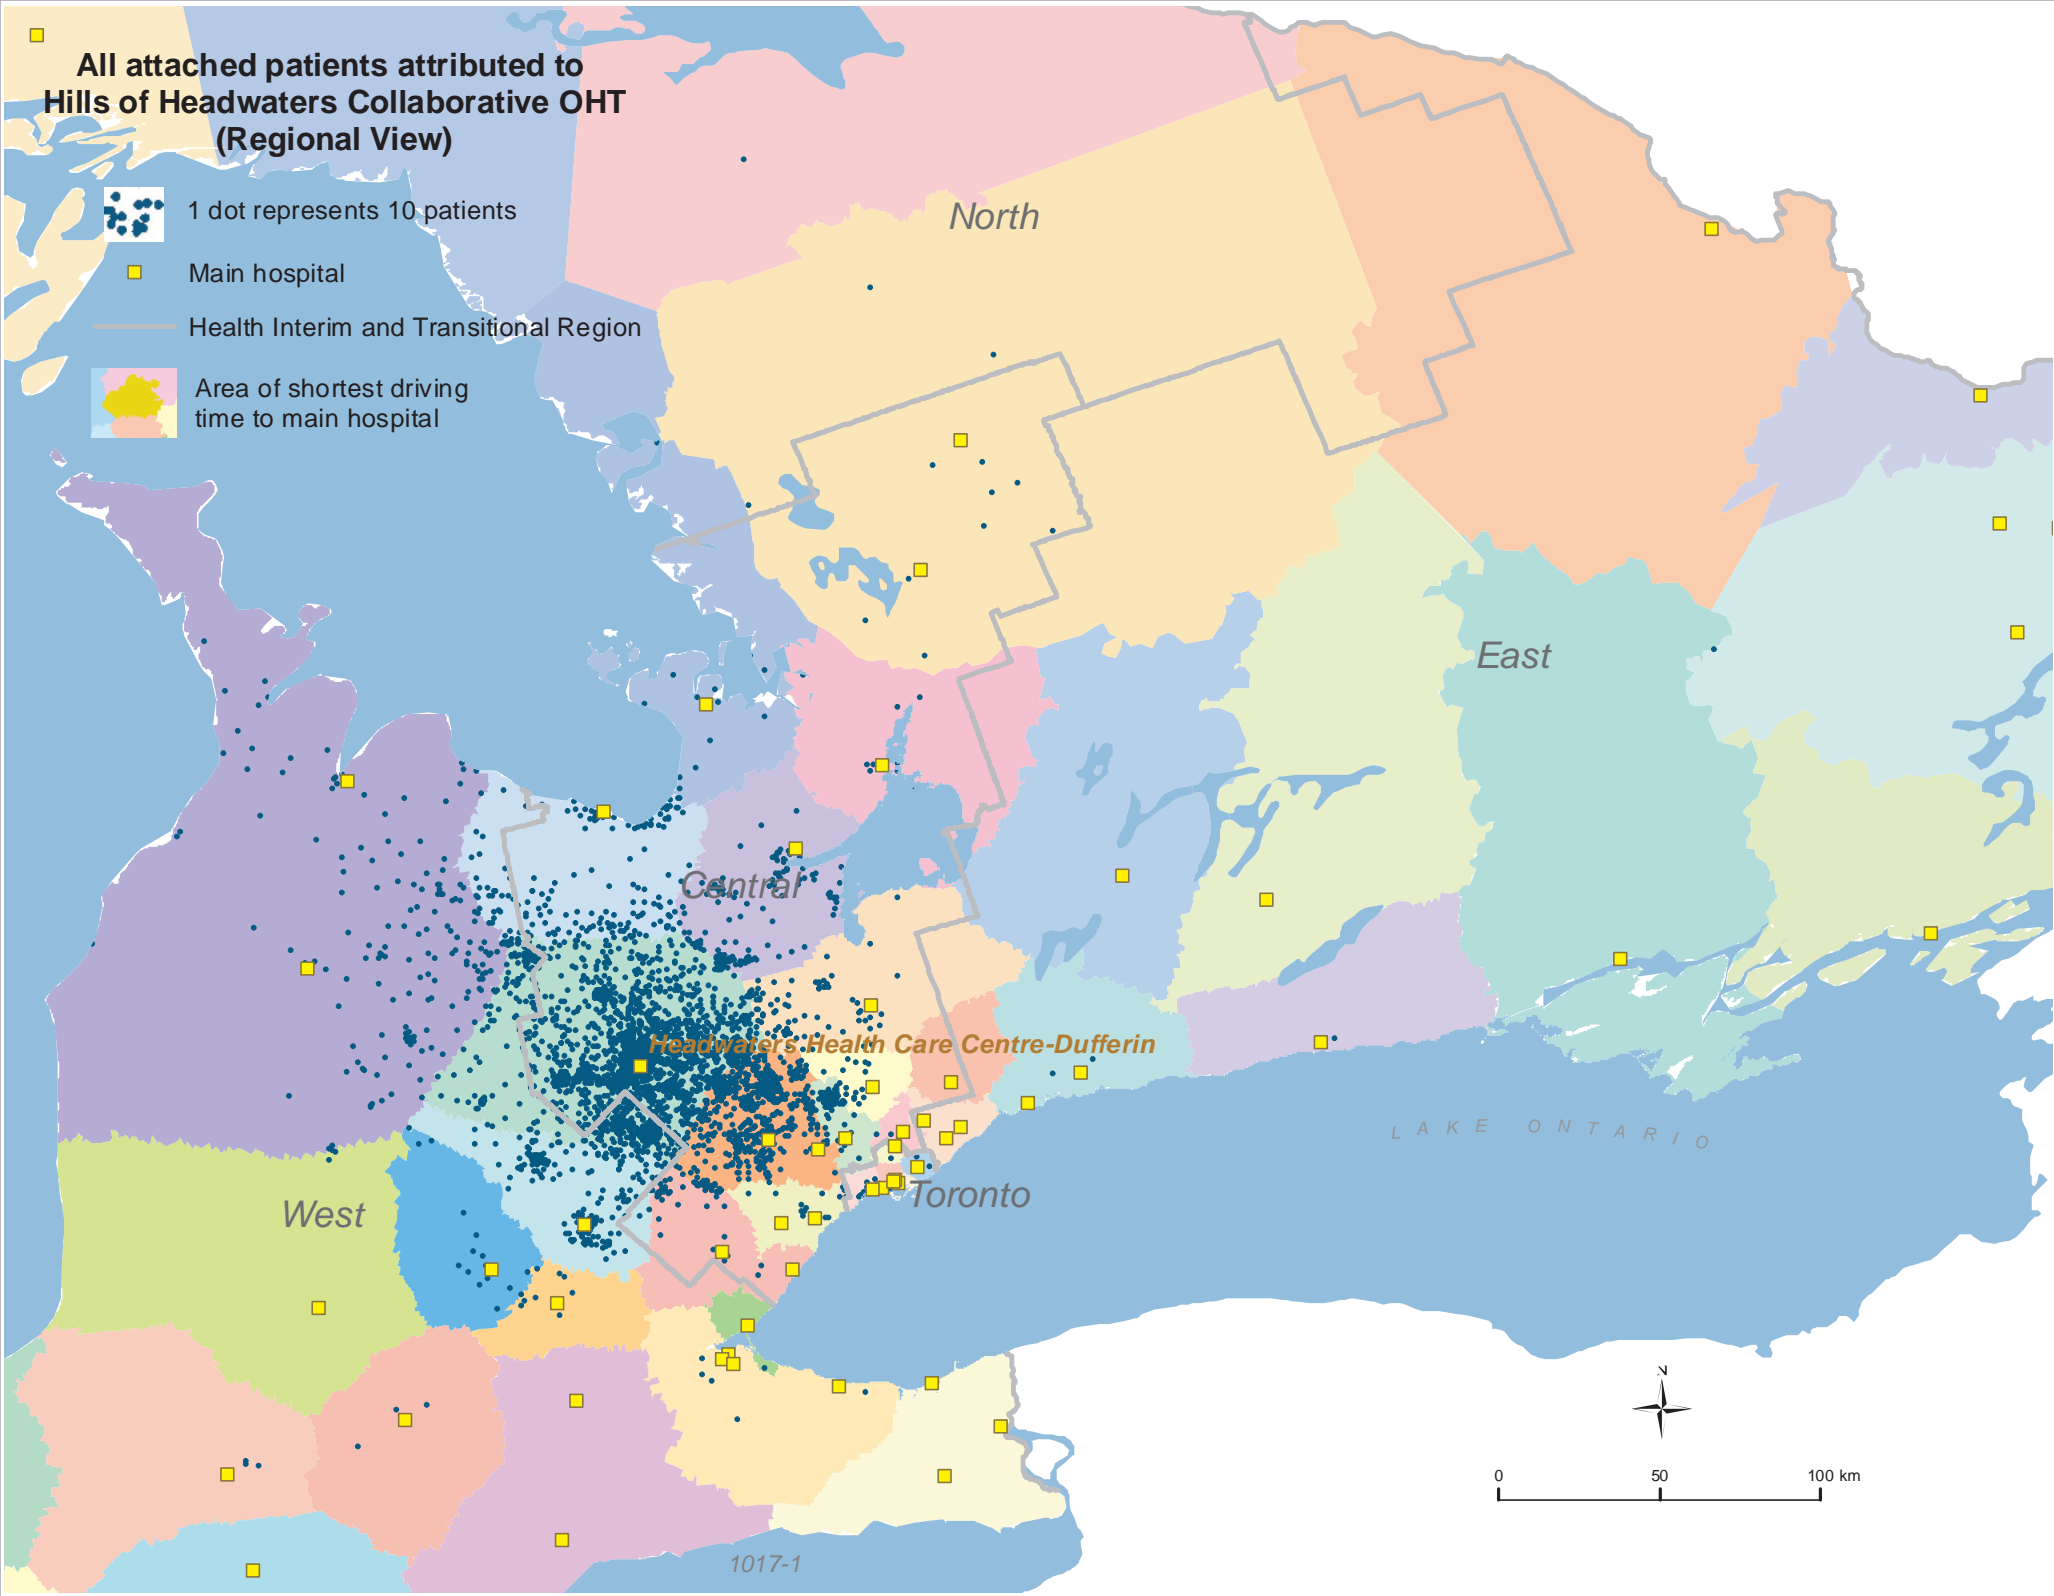 All attached patients attributed to
Hills of Headwaters Collaborative OHT
(Regional View)
1 dot represents 10 patients
Main hospital
Health Interim and Transitional Region
Area of shortest driving
time to main hospital
North
East
Central
Headwaters Health Care Centre-Dufferin
LAKE ONTARIO
West
Toronto
N
0 50 100 km
1017-1